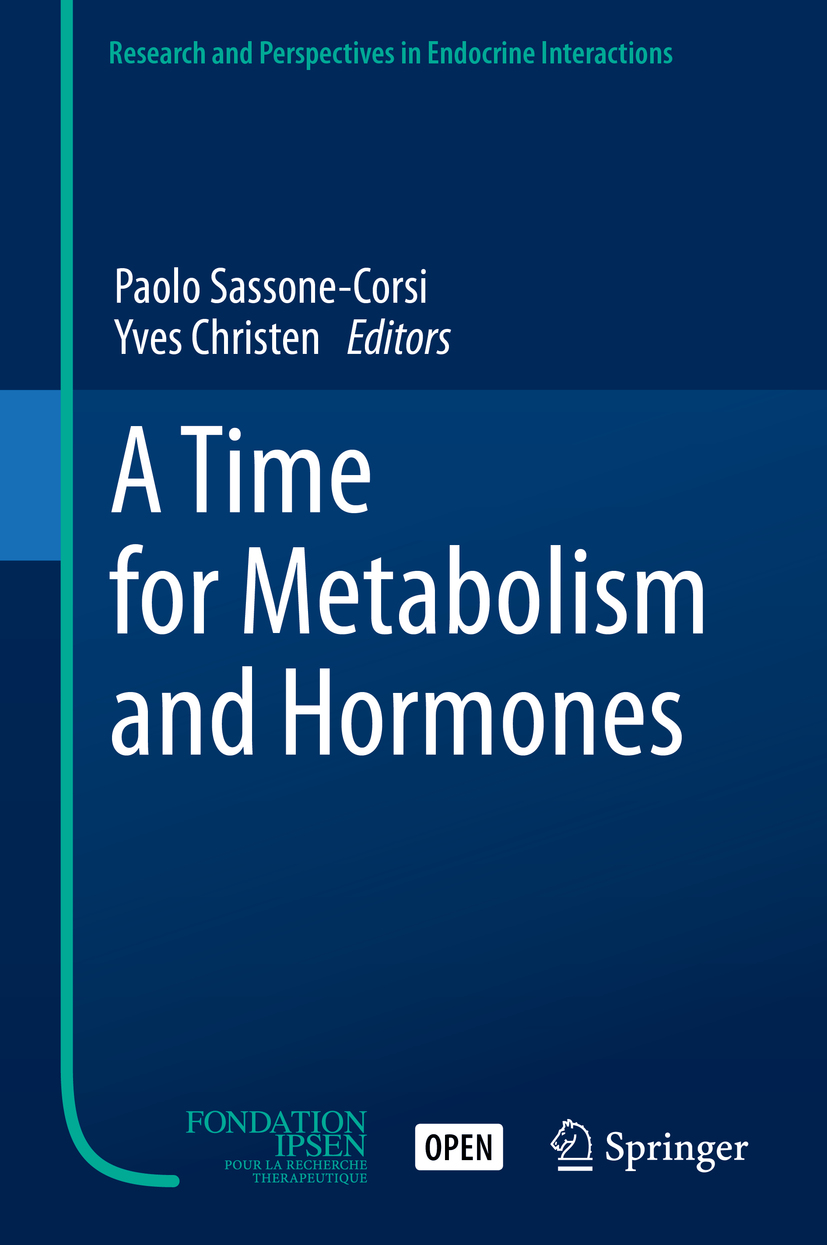 Research and Perspectives in Endocrine Interactions
Paolo Sassone-Corsi
Yves Christen Editors
A Time
for Metabolism
and Hormones
FONDATION
IPSEN
POUR LA RECHERCHE
THERAPEUTIQUE
OPEN
Springer